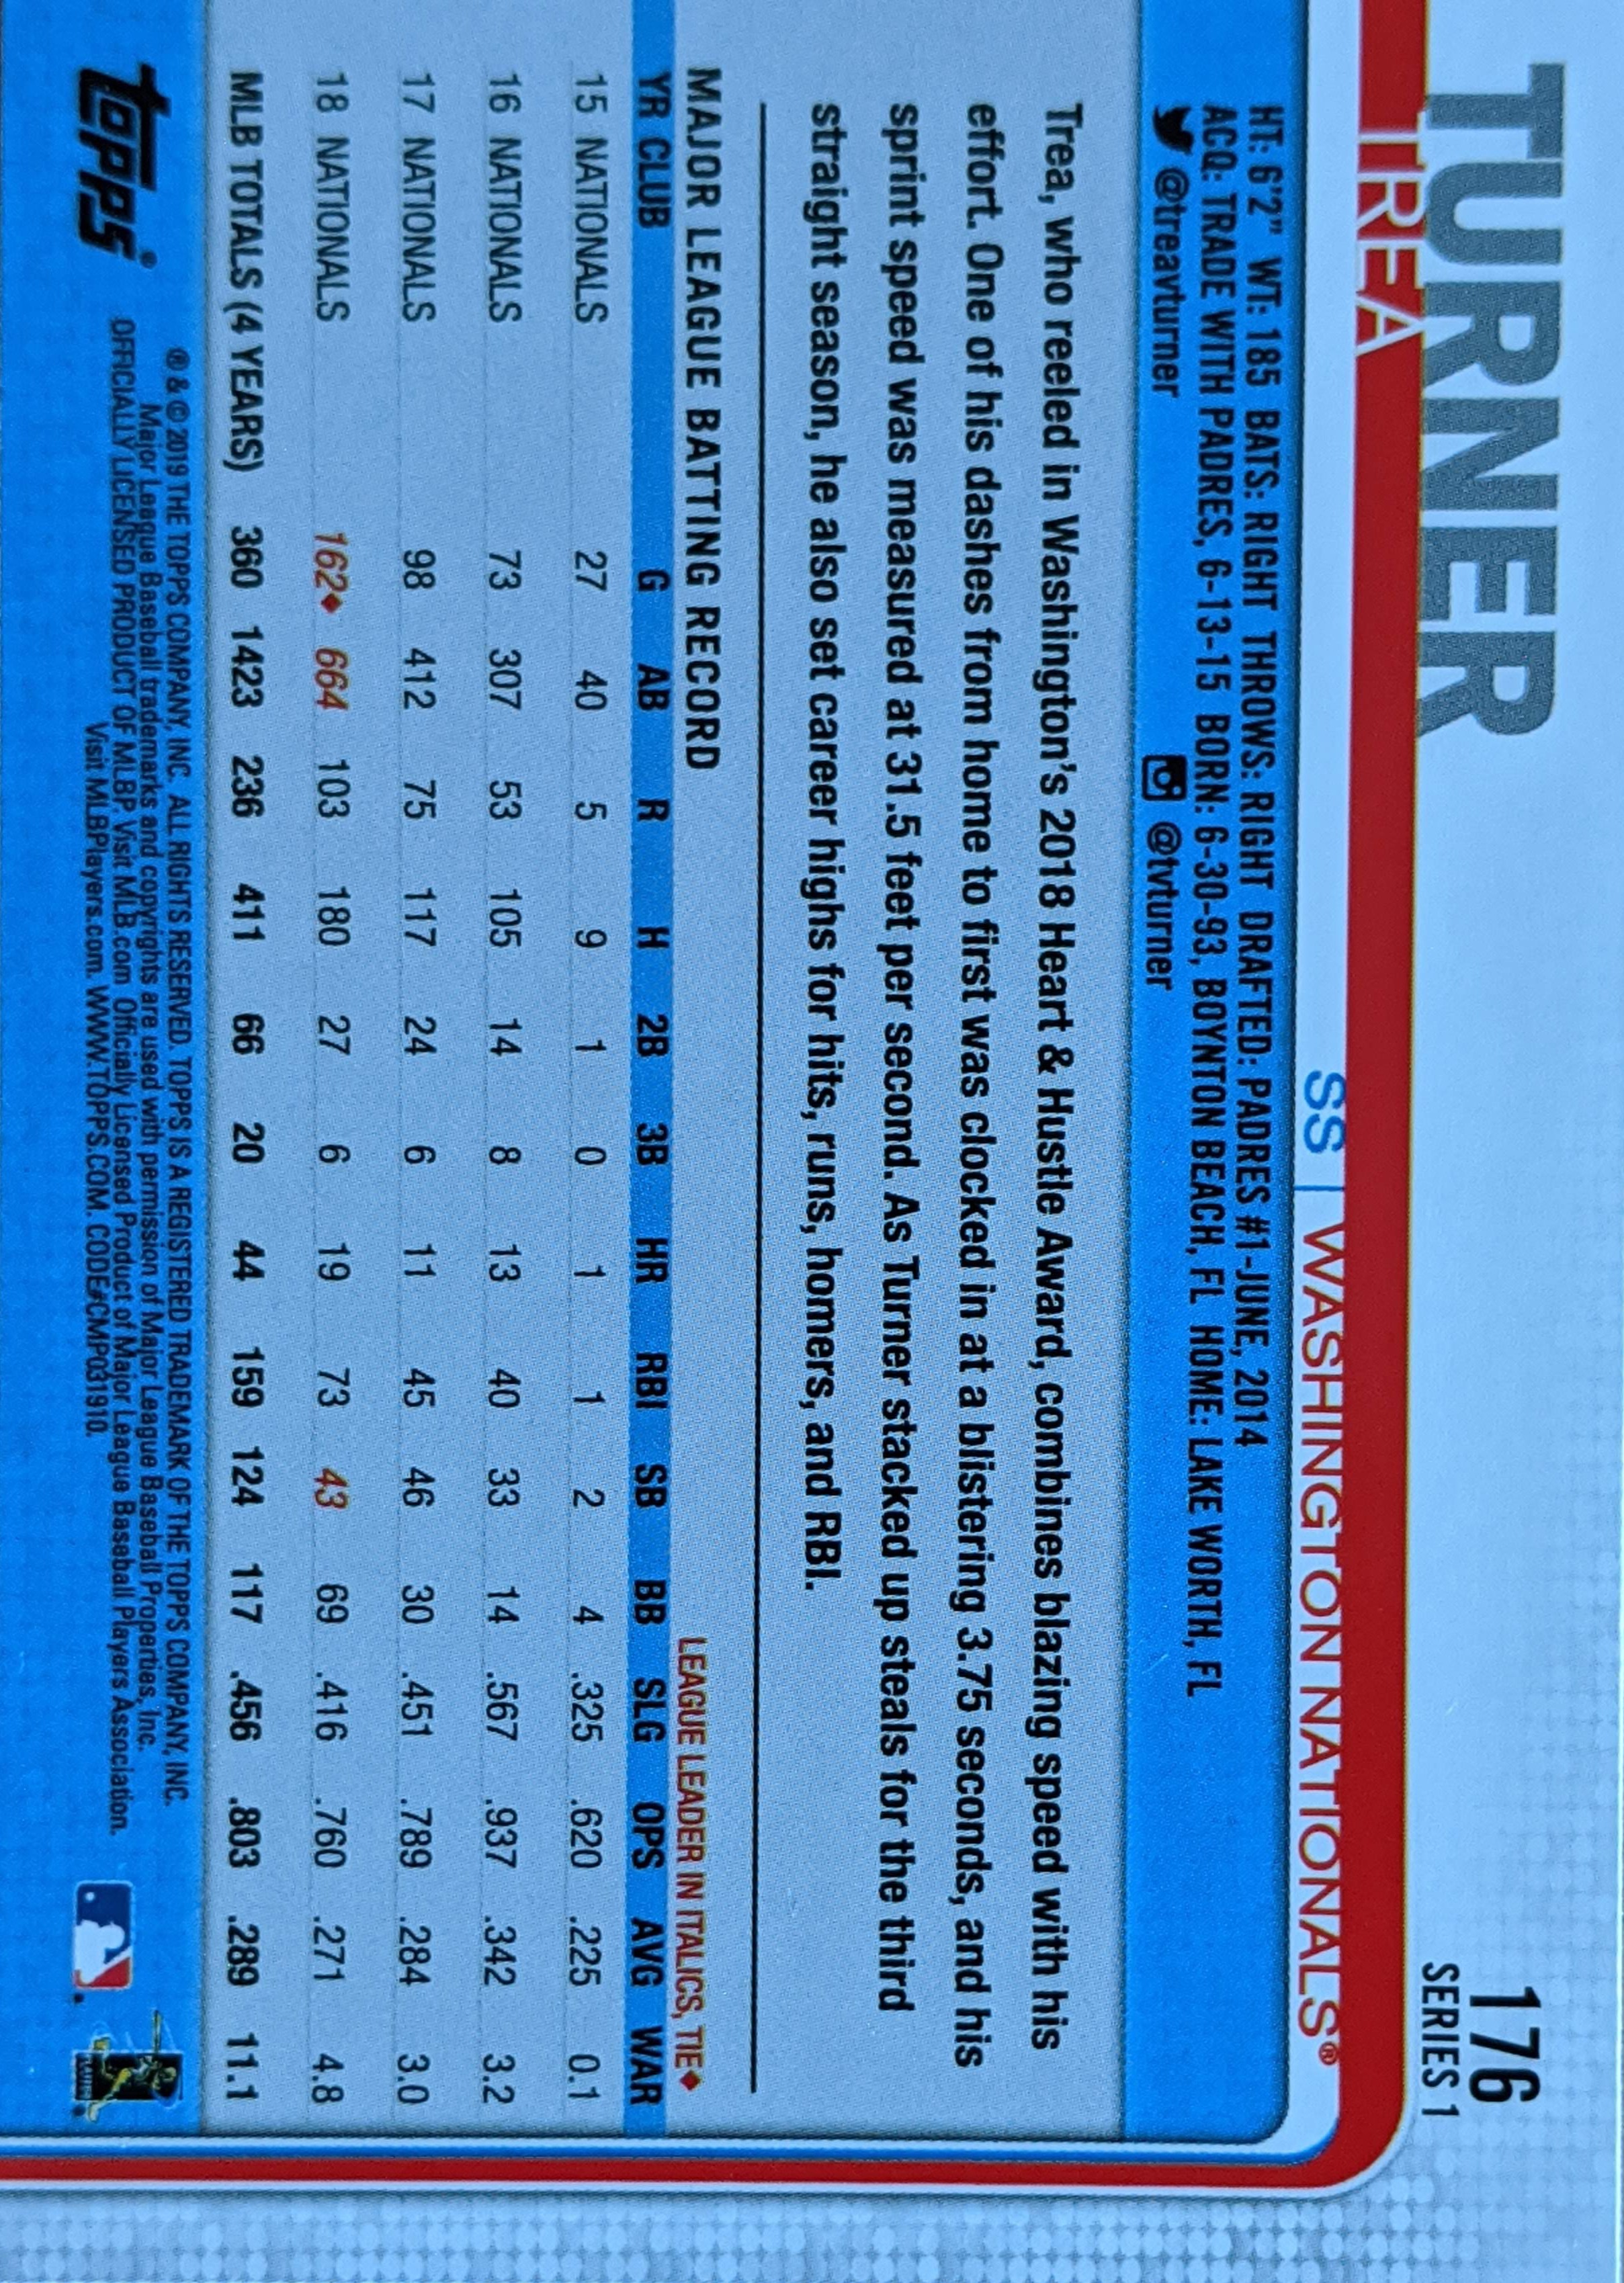 TURNER
176
SERIES 1
TREA
SS | WASHINGTON NATIONALS®
HT: 6'2" WT: 185 BATS: RIGHT THROWS: RIGHT DRAFTED: PADRES #1-JUNE, 2014
ACQ: TRADE WITH PADRES, 6-13-15 BORN: 6-30-93, BOYNTON BEACH, FL HOME: LAKE WORTH, FL
@treavturner @tvturner
Trea, who reeled in Washington's 2018 Heart & Hustle Award, combines blazing speed with his
effort. One of his dashes from home to first was clocked in at a blistering 3.75 seconds, and his
sprint speed was measured at 31.5 feet per second. As Turner stacked up steals for the third
straight season, he also set career highs for hits, runs, homers, and RBI.
MAJOR LEAGUE BATTING RECORD LEAGUE LEADER IN ITALICS, TIE♦
YR CLUB G AB R H 2B 3B HR RBI SB BB SLG OPS AVG WAR
15 NATIONALS 27 40 5 9 1 0 1 1 2 4 .325 .620 .225 0.1
16 NATIONALS 73 307 53 105 14 8 13 40 33 14 .567 .937 .342 3.2
17 NATIONALS 98 412 75 117 24 6 11 45 46 30 .451 .789 .284 3.0
18 NATIONALS 162♦ 664 103 180 27 6 19 73 43 69 .416 .760 .271 4.8
MLB TOTALS (4 YEARS) 360 1423 236 411 66 20 44 159 124 117 .456 .803 .289 11.1
topps®
® & © 2019 THE TOPPS COMPANY, INC. ALL RIGHTS RESERVED. TOPPS IS A REGISTERED TRADEMARK OF THE TOPPS COMPANY, INC.
Major League Baseball trademarks and copyrights are used with permission of Major League Baseball Properties, Inc.
OFFICIALLY LICENSED PRODUCT OF MLBP. Visit MLB.com Officially Licensed Product of Major League Baseball Players Association.
Visit MLBPlayers.com. WWW.TOPPS.COM. CODE#CMP031910.